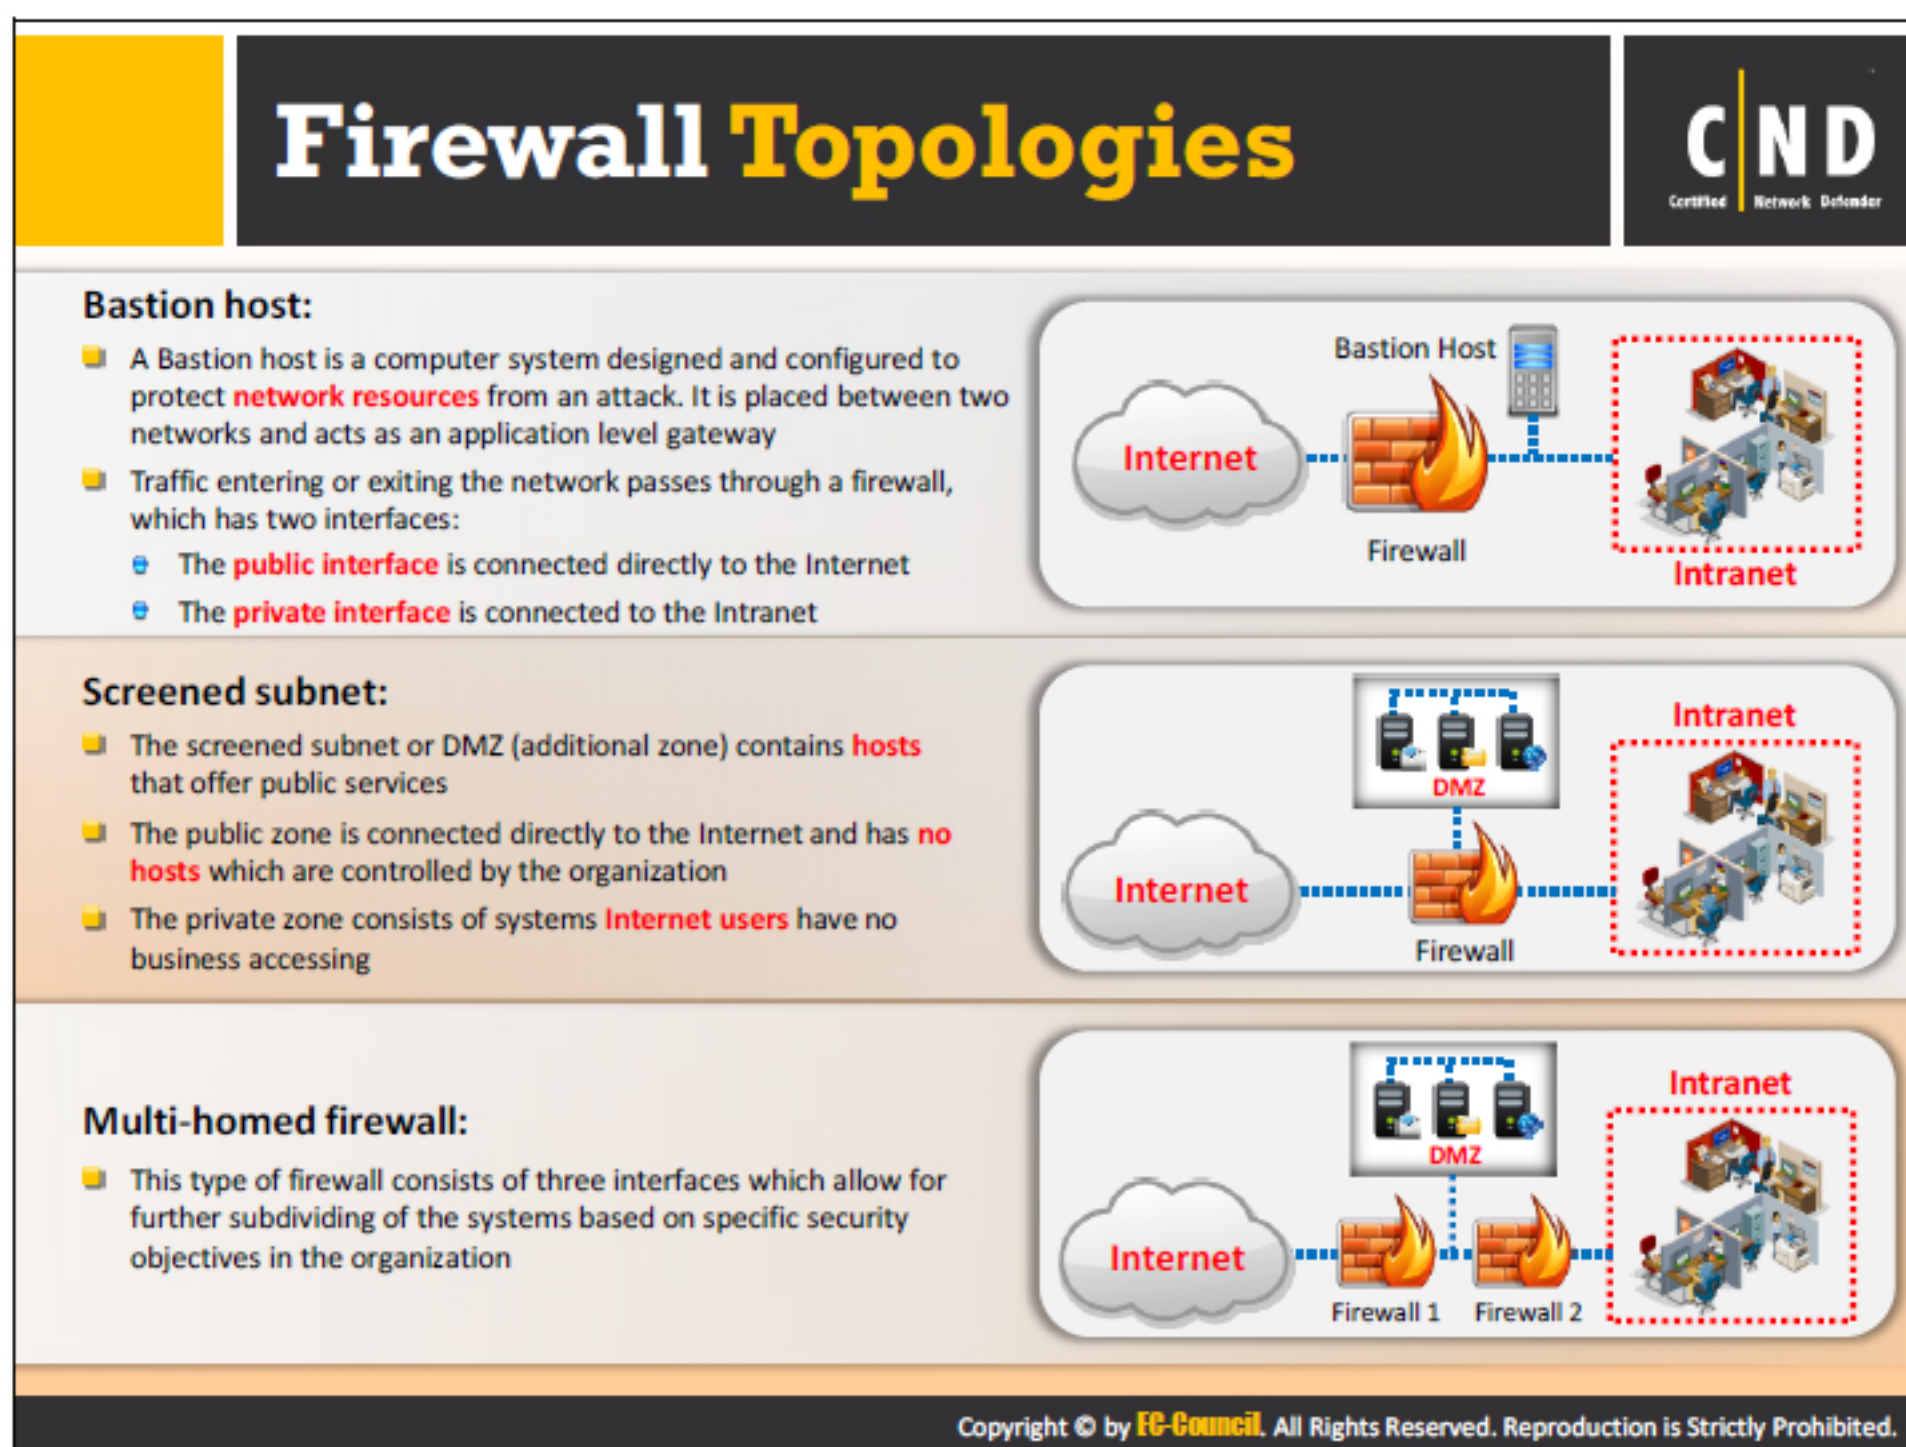 Firewall Topologies
C ND
Certified Network Defender
Bastion host:
A Bastion host is a computer system designed and configured to
protect network resources from an attack. It is placed between two
networks and acts as an application level gateway
Traffic entering or exiting the network passes through a firewall,
which has two interfaces:
The public interface is connected directly to the Internet
The private interface is connected to the Intranet
Bastion Host
Internet
Firewall
Intranet
Screened subnet:
The screened subnet or DMZ (additional zone) contains hosts
that offer public services
The public zone is connected directly to the Internet and has no
hosts which are controlled by the organization
The private zone consists of systems Internet users have no
business accessing
DMZ
Intranet
Internet
Firewall
Multi-homed firewall:
This type of firewall consists of three interfaces which allow for
further subdividing of the systems based on specific security
objectives in the organization
DMZ
Intranet
Internet
Firewall 1
Firewall 2
Copyright © by EC-Council. All Rights Reserved. Reproduction is Strictly Prohibited.